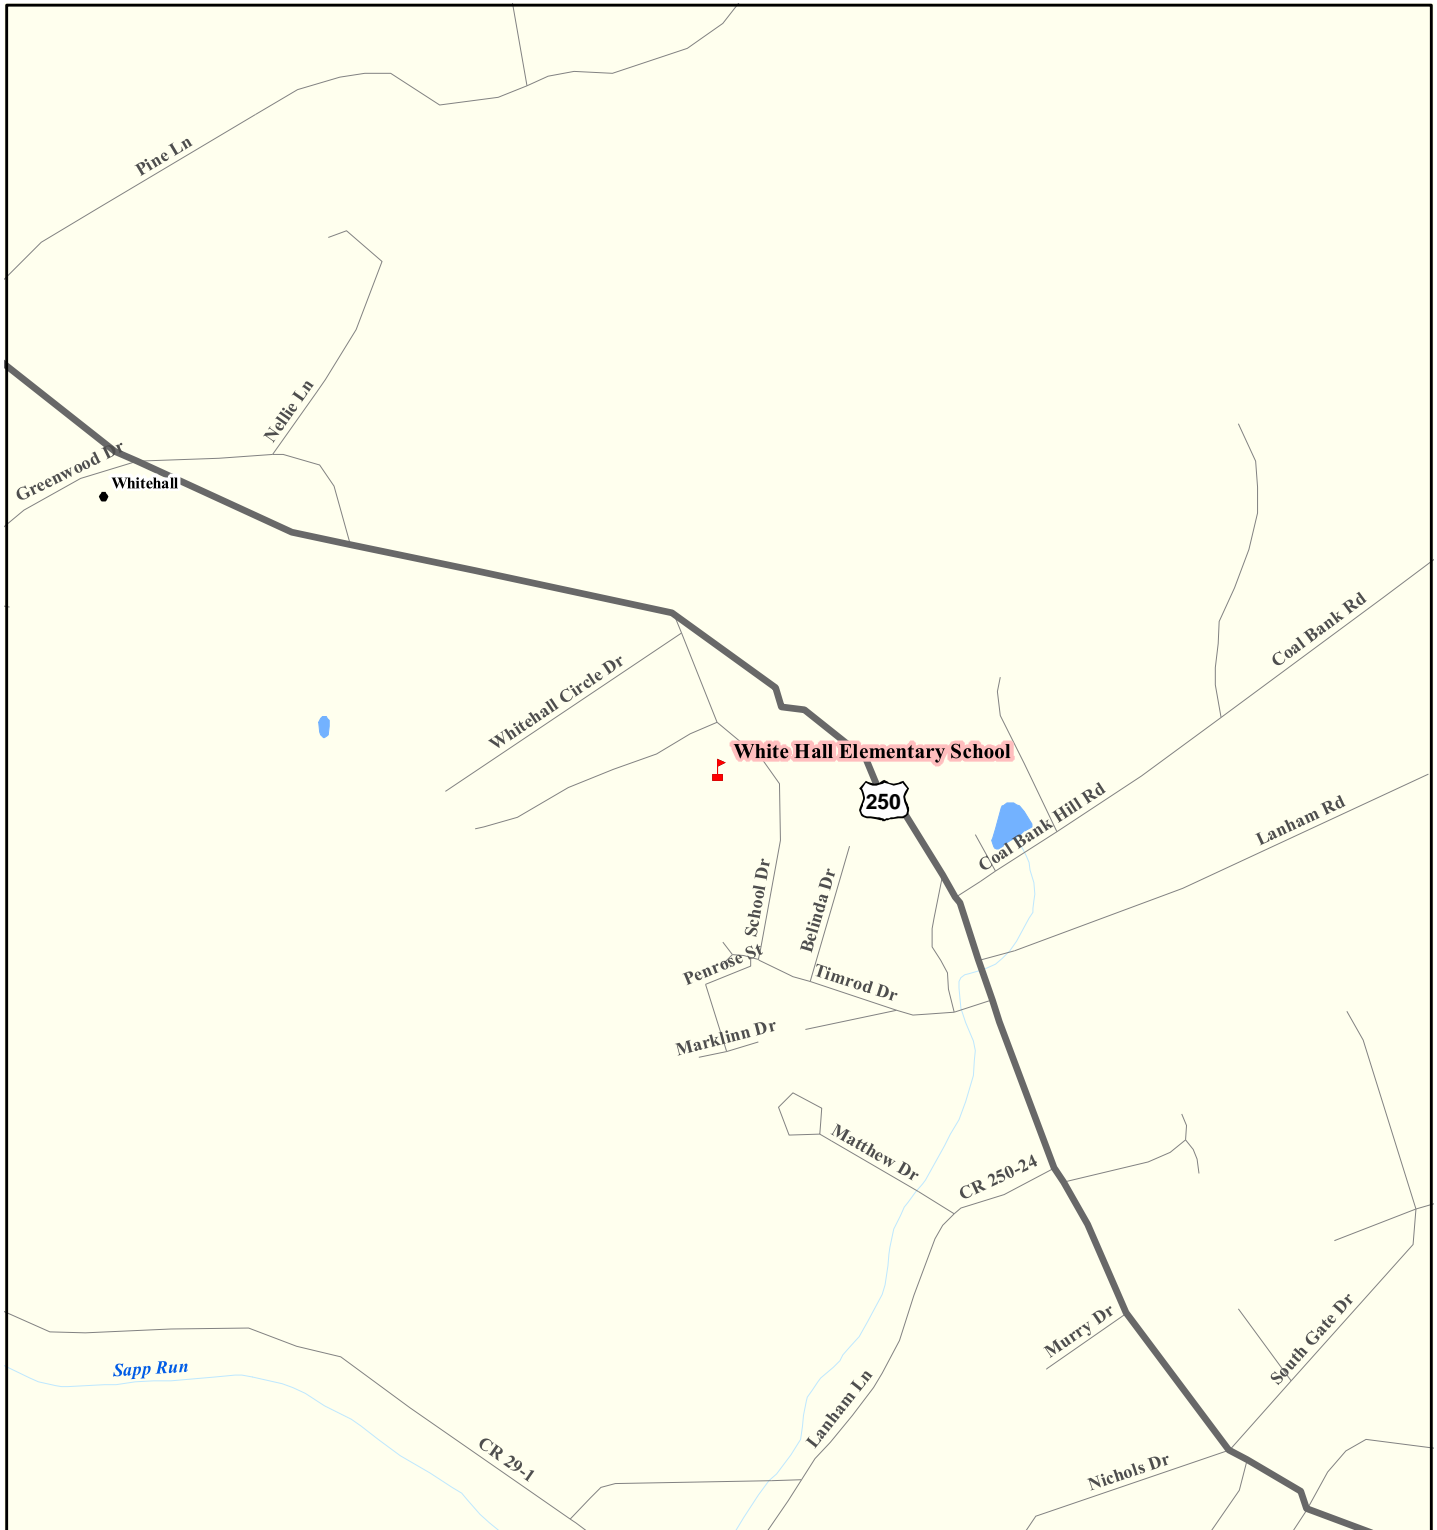 Pine Ln
Nellie Ln
Greenwood Dr
Whitehall
Coal Bank Rd
Whitehall Circle Dr
White Hall Elementary School
250
Coal Bank Hill Rd
Lanham Rd
School Dr
Belinda Dr
Penrose St
Timrod Dr
Marklinn Dr
Matthew Dr
CR 250-24
Murry Dr
South Gate Dr
Sapp Run
Lanham Ln
CR 29-1
Nichols Dr